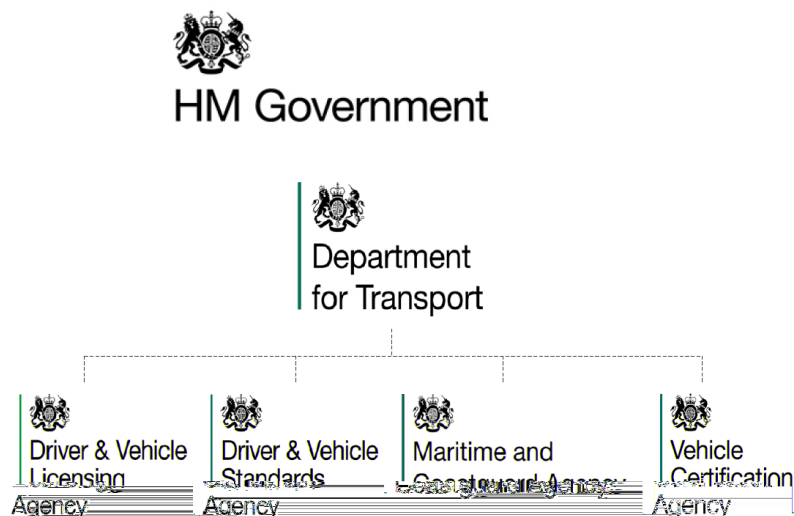 HM Government
Department
for Transport
Driver & Vehicle
Licensing
Agency
Driver & Vehicle
Standards
Agency
Maritime and
Vehicle
Certification
Agency